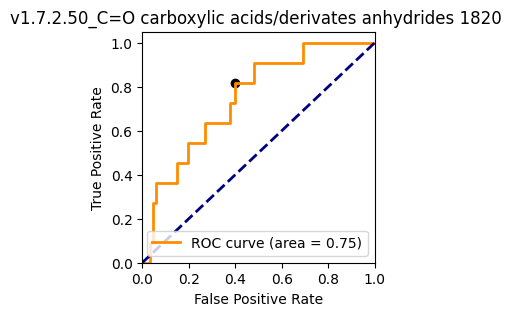 v1.7.2.50_C=O carboxylic acids/derivates anhydrides 1820
1.0
0.8
0.6
0.4
0.2
0.0
True Positive Rate
ROC curve (area = 0.75)
0.0 0.2 0.4 0.6 0.8 1.0
False Positive Rate